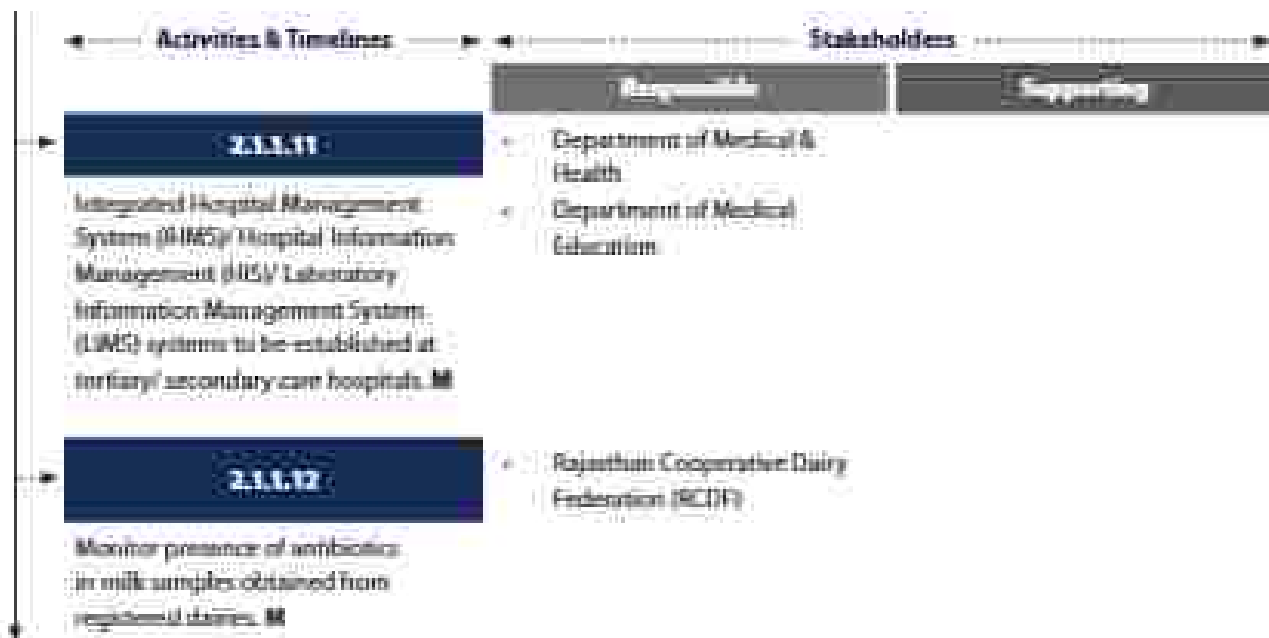 Activities & Timelines
Stakeholders
Responsible
Supporting
2.1.1.11
Department of Medical &
Health
Department of Medical
Education
Integrated Hospital Management
System (IHMS)/ Hospital Information
Management (HIS)/ Laboratory
Information Management System
(LIMS) systems to be established at
tertiary/ secondary care hospitals. M
2.1.1.12
Rajasthan Cooperative Dairy
Federation (RCDF)
Monitor presence of antibiotics
in milk samples obtained from
registered dairies. M